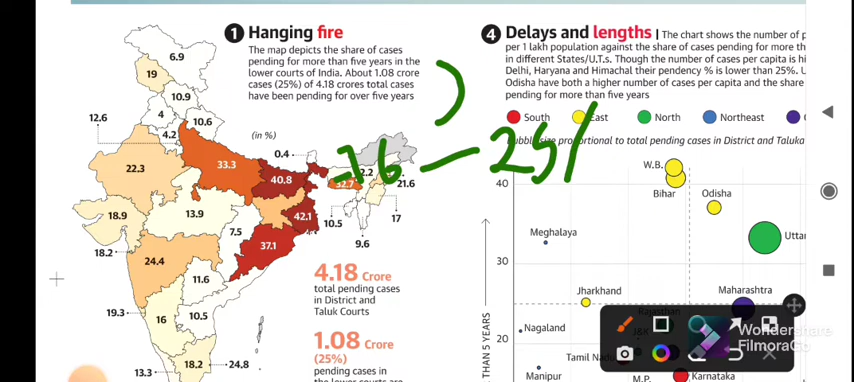 1 Hanging fire
The map depicts the share of cases
pending for more than five years in the
lower courts of India. About 1.08 crore
cases (25%) of 4.18 crores total cases
have been pending for over five years
(in %)
6.9
19
10.9
4
12.6
4.2
10.6
33.3
0.4
22.3
40.8
32.7
2.2
21.6
18.9
13.9
42.1
10.5
17
7.5
37.1
9.6
18.2
24.4
11.6
19.3
16
10.5
13.3
18.2
24,8
4.18 Crore
total pending cases
in District and
Taluk Courts
1.08 Crore
(25%)
pending cases in
the lower courts are
76 — 25/
4 Delays and lengths | The chart shows the number of
per 1 lakh population against the share of cases pending for more th
in different States/U.T.s. Though the number of cases per capita is hi
Delhi, Haryana and Himachal their pendency % is lower than 25%. U
Odisha have both a higher number of cases per capita and the share
pending for more than five years
South
East
North
Northeast
Bubble size proportional to total pending cases in District and Taluka
W.B.
40
Bihar
Odisha
Meghalaya
Uttar
30
Jharkhand
Maharashtra
Rajasthan
Nagaland
20
J&K
Tamil Nadu
Manipur
Karnataka
THAN 5 YEARS
Wondershare
FilmoraGo